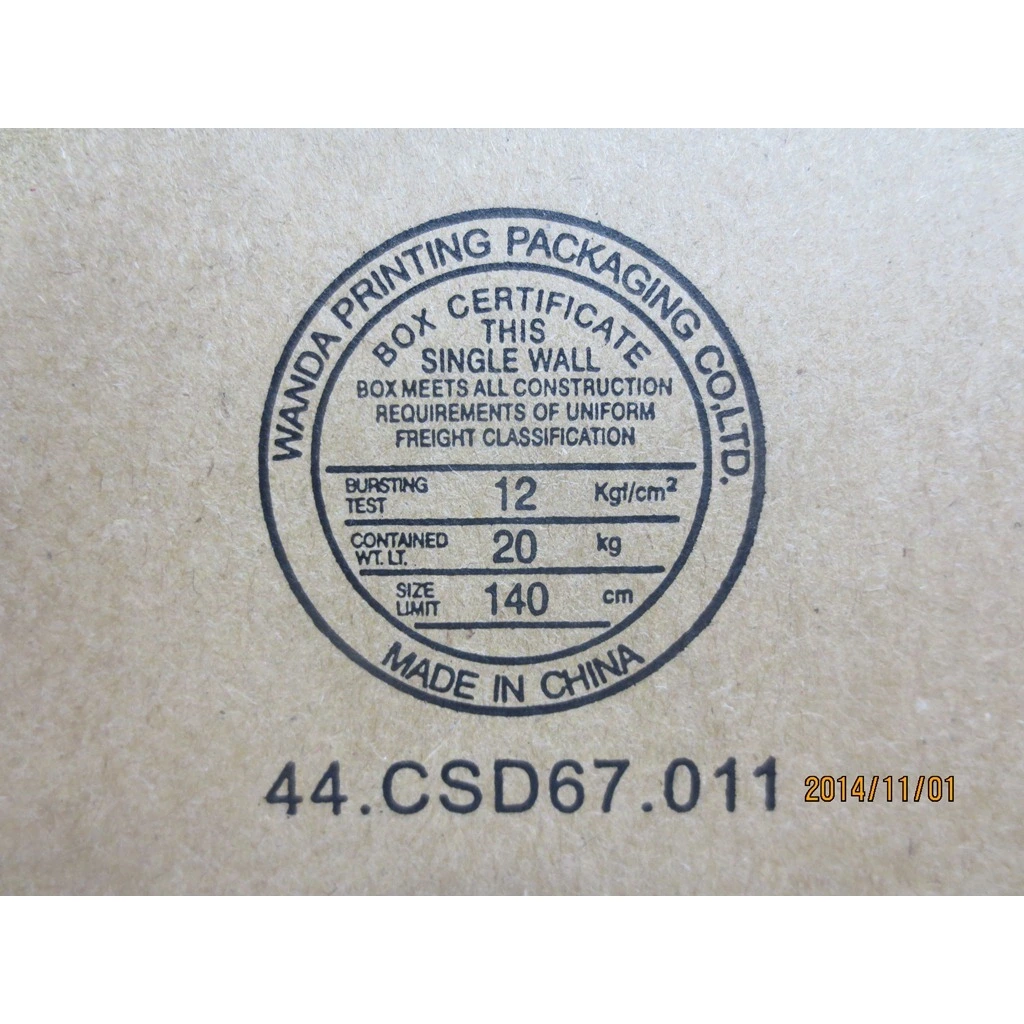 WANDA PRINTING PACKAGING CO.,LTD.
BOX CERTIFICATE
THIS
SINGLE WALL
BOX MEETS ALL CONSTRUCTION
REQUIREMENTS OF UNIFORM
FREIGHT CLASSIFICATION
BURSTING TEST 12 Kgf/cm²
CONTAINED WT. LT. 20 kg
SIZE LIMIT 140 cm
MADE IN CHINA
44.CSD67.011
2014/11/01